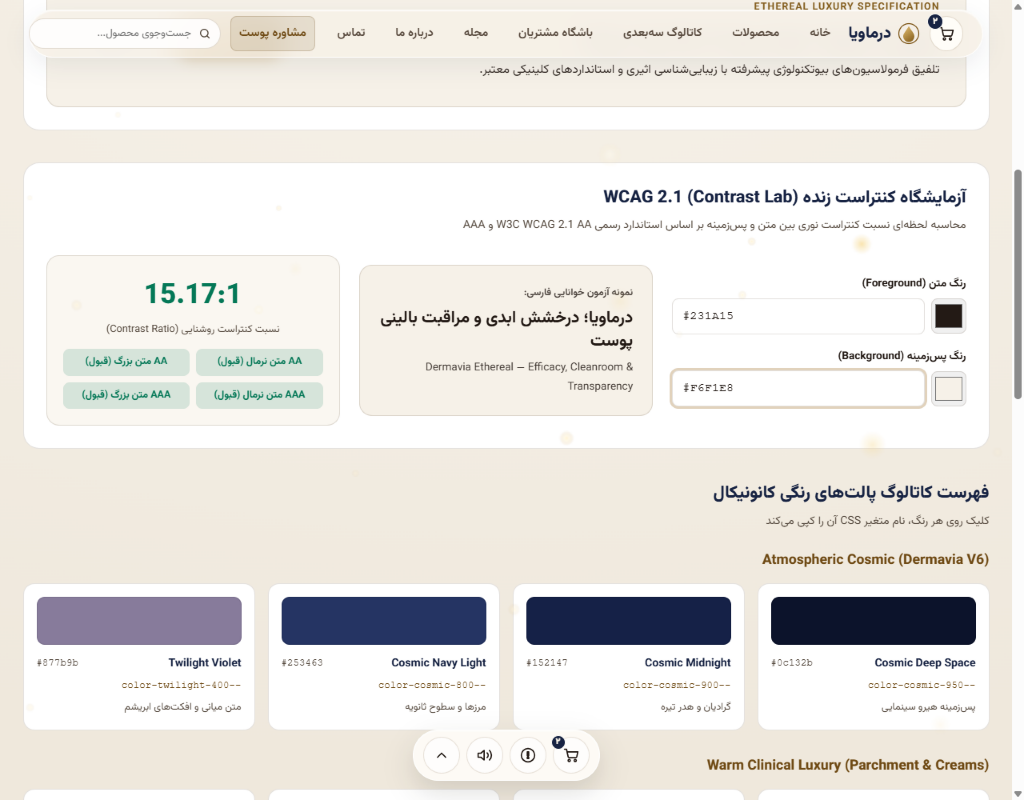 ETHEREAL LUXURY SPECIFICATION
۲
درماویا
خانه
محصولات
کاتالوگ سه‌بعدی
باشگاه مشتریان
مجله
درباره ما
تماس
مشاوره پوست
جست‌وجوی محصول...
تلفیق فرمولاسیون‌های بیوتکنولوژی پیشرفته با زیبایی‌شناسی اثیری و استانداردهای کلینیکی معتبر.
آزمایشگاه کنتراست زنده WCAG 2.1 (Contrast Lab)
محاسبه لحظه‌ای نسبت کنتراست نوری بین متن و پس‌زمینه بر اساس استاندارد رسمی W3C WCAG 2.1 AA و AAA
رنگ متن (Foreground)
#231A15
رنگ پس‌زمینه (Background)
#F6F1E8
نمونه آزمون خوانایی فارسی:
درماویا؛ درخشش ابدی و مراقبت بالینی
پوست
Dermavia Ethereal — Efficacy, Cleanroom &
Transparency
15.17:1
نسبت کنتراست روشنایی (Contrast Ratio)
AA متن نرمال (قبول)
AA متن بزرگ (قبول)
AAA متن نرمال (قبول)
AAA متن بزرگ (قبول)
فهرست کاتالوگ پالت‌های رنگی کانونیکال
کلیک روی هر رنگ، نام متغیر CSS آن را کپی می‌کند
Atmospheric Cosmic (Dermavia V6)
Cosmic Deep Space
#0c132b
color-cosmic-950--
پس‌زمینه هیرو سینمایی
Cosmic Midnight
#152147
color-cosmic-900--
گرادیان و هدر تیره
Cosmic Navy Light
#253463
color-cosmic-800--
مرزها و سطوح ثانویه
Twilight Violet
#877b9b
color-twilight-400--
متن میانی و افکت‌های ابریشم
۲
Warm Clinical Luxury (Parchment & Creams)